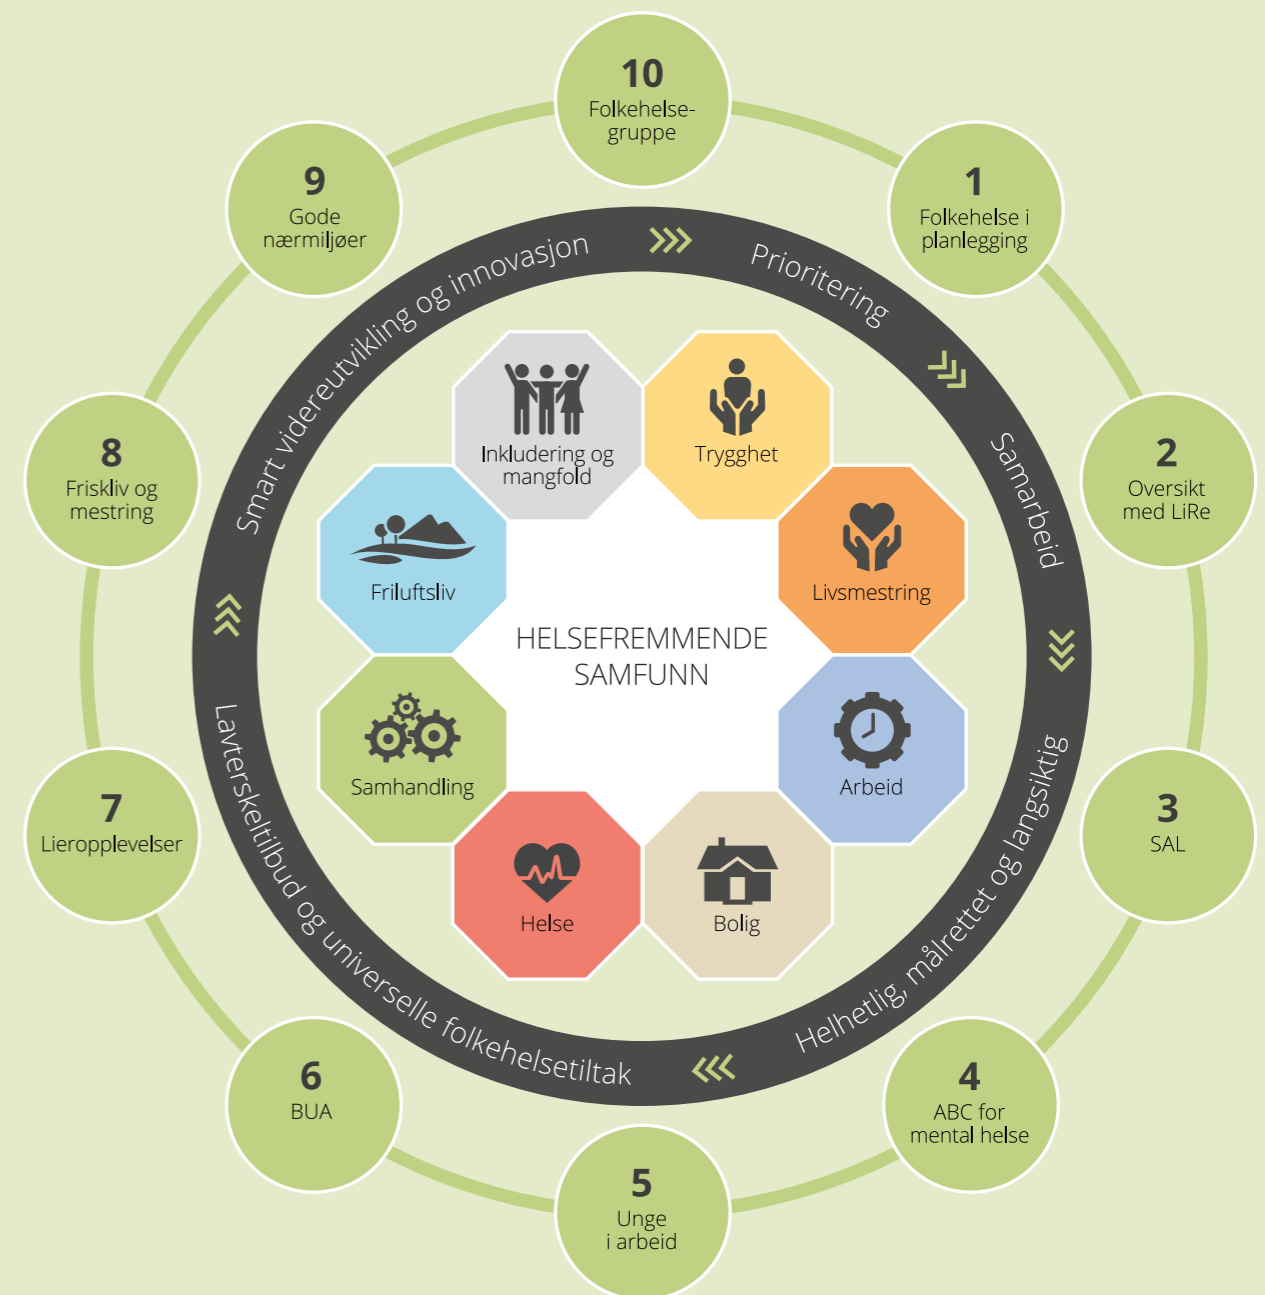 10
Folkehelse-
gruppe
1
Folkehelse i
planlegging
2
Oversikt
med LiRe
3
SAL
4
ABC for
mental helse
5
Unge
i arbeid
6
BUA
7
Lieropplevelser
8
Friskliv og
mestring
9
Gode
nærmiljøer
Prioritering
Samarbeid
Helhetlig, målrettet og langsiktig
Lavterskeltilbud og universelle folkehelsetiltak
Smart videreutvikling og innovasjon
Inkludering og
mangfold
Trygghet
Livsmestring
Arbeid
Bolig
Helse
Samhandling
Friluftsliv
HELSEFREMMENDE
SAMFUNN